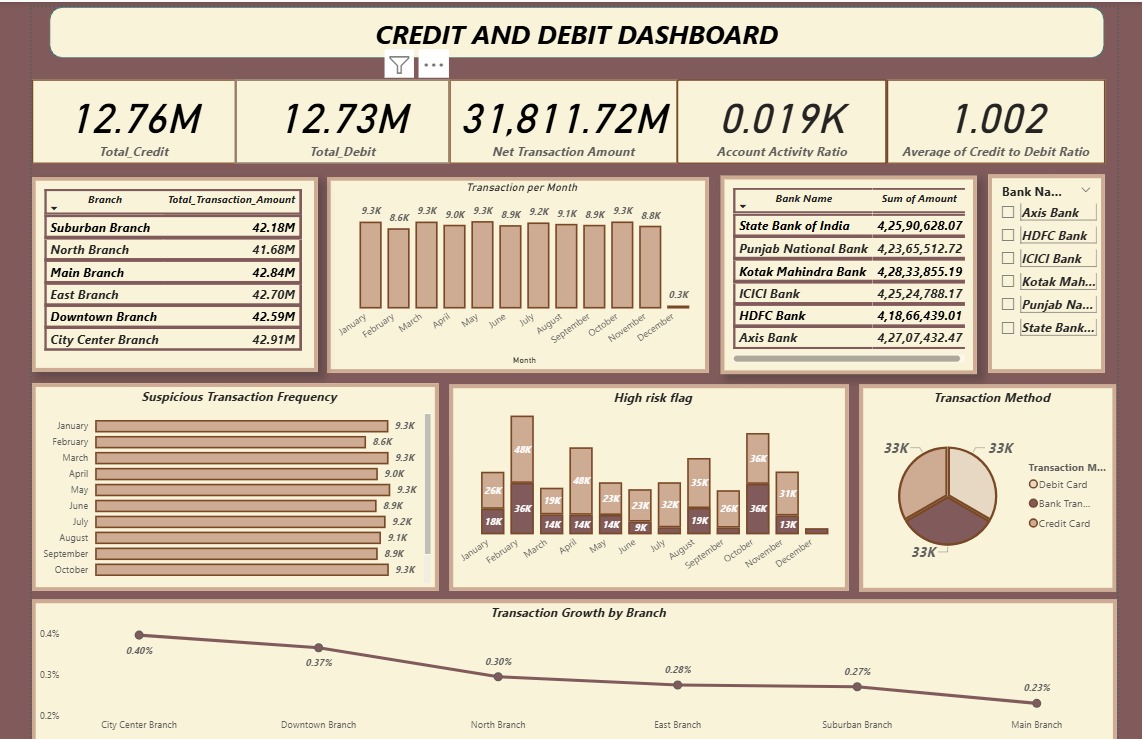 CREDIT AND DEBIT DASHBOARD
12.76M
Total_Credit
12.73M
Total_Debit
31,811.72M
Net Transaction Amount
0.019K
Account Activity Ratio
1.002
Average of Credit to Debit Ratio
Branch Total_Transaction_Amount
Suburban Branch 42.18M
North Branch 41.68M
Main Branch 42.84M
East Branch 42.70M
Downtown Branch 42.59M
City Center Branch 42.91M
Transaction per Month
9.3K 8.6K 9.3K 9.0K 9.3K 8.9K 9.2K 9.1K 8.9K 9.3K 8.8K 0.3K
January February March April May June July August September October November December
Month
Bank Name Sum of Amount
State Bank of India 4,25,90,628.07
Punjab National Bank 4,23,65,512.72
Kotak Mahindra Bank 4,28,33,855.19
ICICI Bank 4,25,24,788.17
HDFC Bank 4,18,66,439.01
Axis Bank 4,27,07,432.47
Bank Na...
Axis Bank
HDFC Bank
ICICI Bank
Kotak Mah...
Punjab Na...
State Bank...
Suspicious Transaction Frequency
January 9.3K
February 8.6K
March 9.3K
April 9.0K
May 9.3K
June 8.9K
July 9.2K
August 9.1K
September 8.9K
October 9.3K
High risk flag
26K 48K 19K 48K 23K 23K 32K 35K 26K 36K 31K
18K 36K 14K 14K 14K 9K 19K 36K 13K
January February March April May June July August September October November December
Transaction Method
33K 33K
33K
Transaction M...
Debit Card
Bank Tran...
Credit Card
Transaction Growth by Branch
0.4%
0.3%
0.2%
0.40% 0.37% 0.30% 0.28% 0.27% 0.23%
City Center Branch Downtown Branch North Branch East Branch Suburban Branch Main Branch